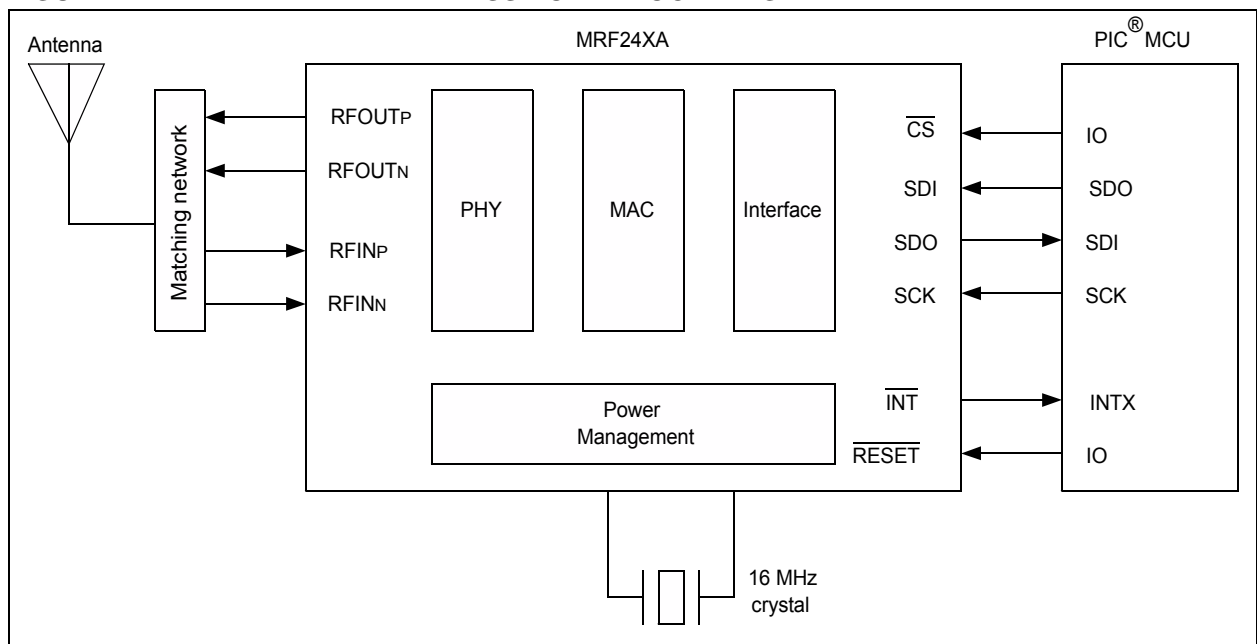 Antenna
MRF24XA
PIC® MCU
Matching network
RFOUTP
RFOUTN
RFINP
RFINN
PHY
MAC
Interface
Power
Management
CS
SDI
SDO
SCK
INT
RESET
IO
SDO
SDI
SCK
INTX
IO
16 MHz
crystal